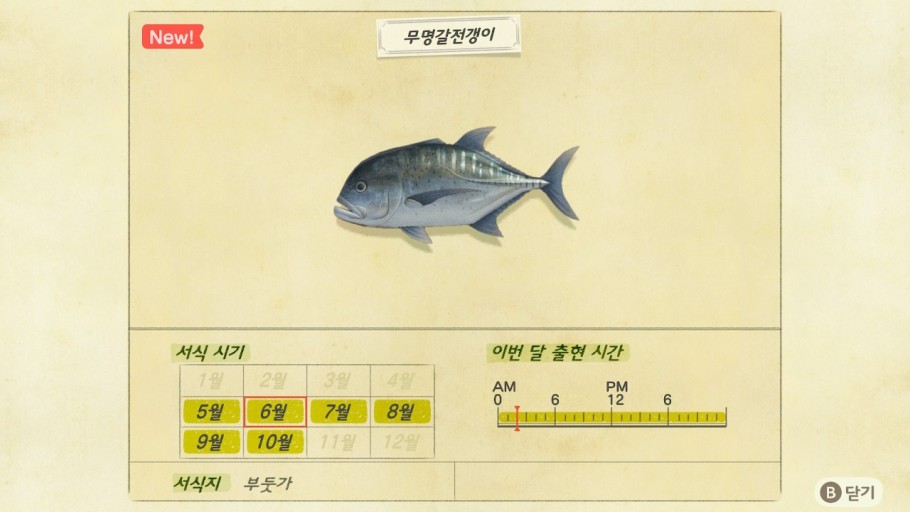 New!
무명갈전갱이
서식 시기
1월 2월 3월 4월
5월 6월 7월 8월
9월 10월 11월 12월
이번 달 출현 시간
AM PM
0 6 12 6
서식지 부둣가
B 닫기